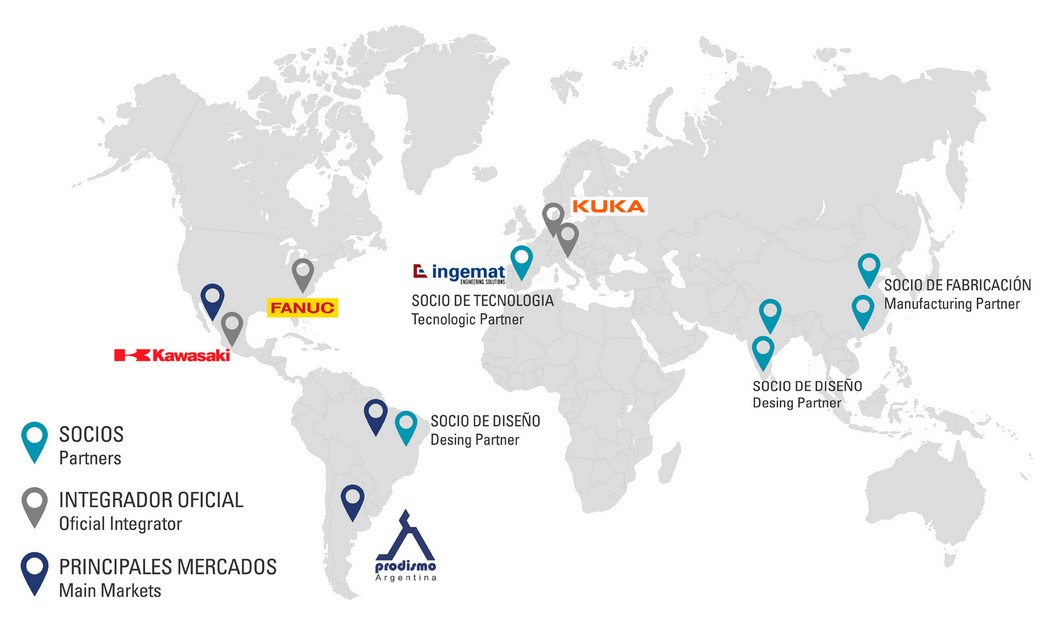 KUKA
ingemat
ENGINEERING SOLUTIONS
SOCIO DE TECNOLOGIA
Tecnologic Partner
FANUC
Kawasaki
SOCIO DE FABRICACIÓN
Manufacturing Partner
SOCIO DE DISEÑO
Desing Partner
SOCIO DE DISEÑO
Desing Partner
SOCIOS
Partners
INTEGRADOR OFICIAL
Oficial Integrator
PRINCIPALES MERCADOS
Main Markets
prodismo
Argentina